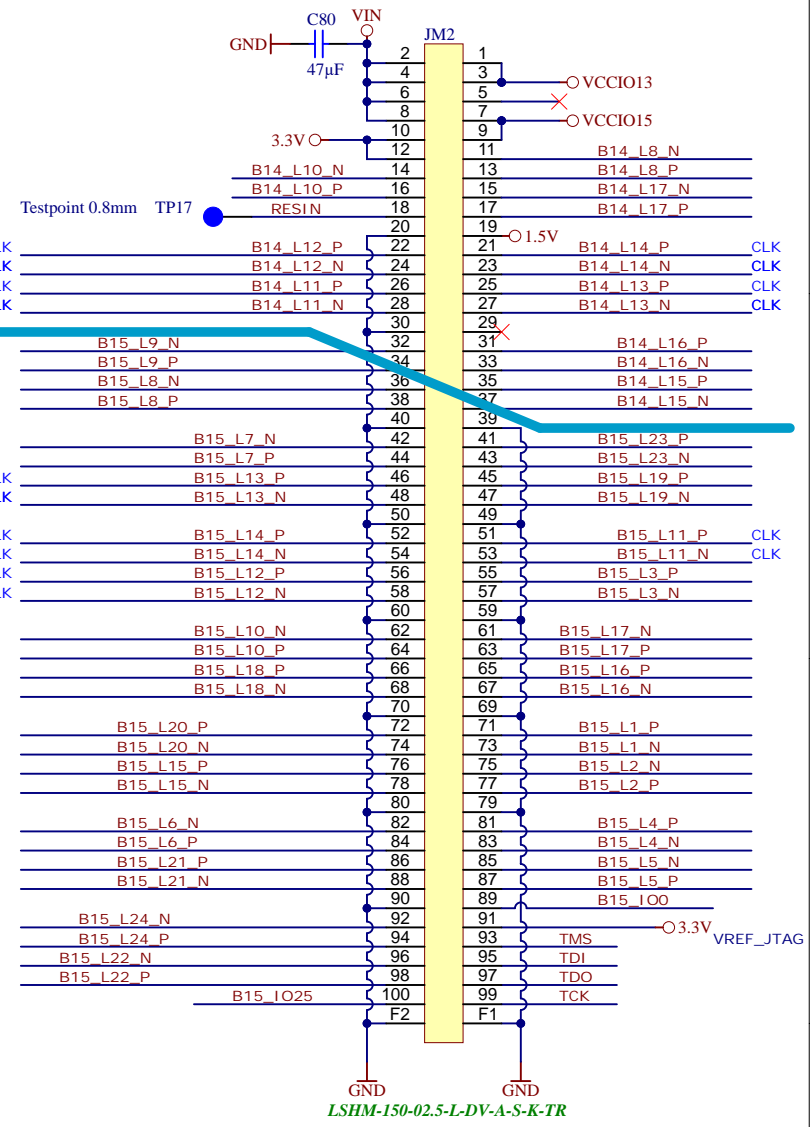 C80 VIN JM2
GND
47µF
2 1
4 3 VCCIO13
6 5
8 7 VCCIO15
3.3V 10 9
12 11 B14_L8_N
B14_L10_N 14 13 B14_L8_P
B14_L10_P 16 15 B14_L17_N
Testpoint 0.8mm TP17 RESIN 18 17 B14_L17_P
20 19 1.5V
LK B14_L12_P 22 21 B14_L14_P CLK
LK B14_L12_N 24 23 B14_L14_N CLK
LK B14_L11_P 26 25 B14_L13_P CLK
LK B14_L11_N 28 27 B14_L13_N CLK
30 29
B15_L9_N 32 31 B14_L16_P
B15_L9_P 34 33 B14_L16_N
B15_L8_N 36 35 B14_L15_P
B15_L8_P 38 37 B14_L15_N
40 39
B15_L7_N 42 41 B15_L23_P
B15_L7_P 44 43 B15_L23_N
LK B15_L13_P 46 45 B15_L19_P
LK B15_L13_N 48 47 B15_L19_N
50 49
LK B15_L14_P 52 51 B15_L11_P CLK
LK B15_L14_N 54 53 B15_L11_N CLK
LK B15_L12_P 56 55 B15_L3_P
LK B15_L12_N 58 57 B15_L3_N
60 59
B15_L10_N 62 61 B15_L17_N
B15_L10_P 64 63 B15_L17_P
B15_L18_P 66 65 B15_L16_P
B15_L18_N 68 67 B15_L16_N
70 69
B15_L20_P 72 71 B15_L1_P
B15_L20_N 74 73 B15_L1_N
B15_L15_P 76 75 B15_L2_N
B15_L15_N 78 77 B15_L2_P
80 79
B15_L6_N 82 81 B15_L4_P
B15_L6_P 84 83 B15_L4_N
B15_L21_P 86 85 B15_L5_N
B15_L21_N 88 87 B15_L5_P
90 89 B15_IO0
B15_L24_N 92 91 3.3V VREF_JTAG
B15_L24_P 94 93 TMS
B15_L22_N 96 95 TDI
B15_L22_P 98 97 TDO
B15_IO25 100 99 TCK
F2 F1
GND GND
LSHM-150-02.5-L-DV-A-S-K-TR